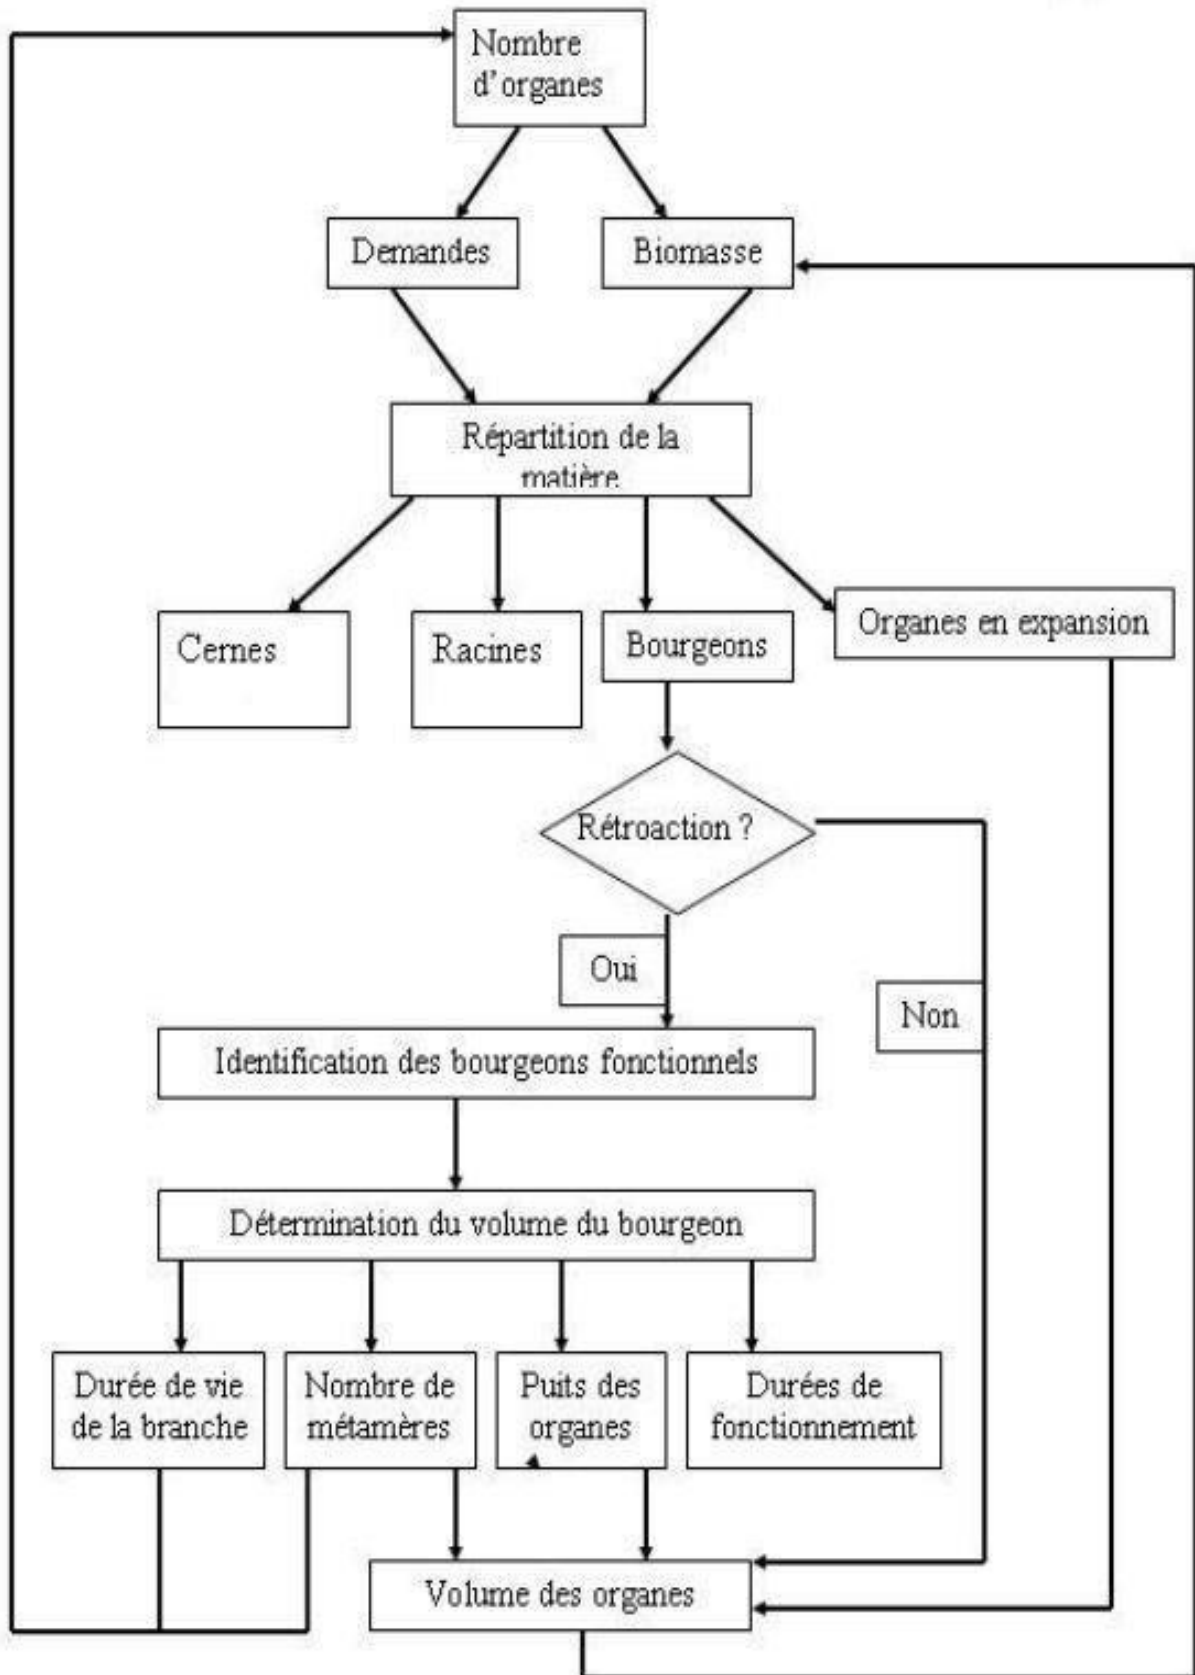 Nombre
d'organes
Demandes
Biomasse
Répartition de la
matière
Cernes
Racines
Bourgeons
Organes en expansion
Rétroaction ?
Oui
Non
Identification des bourgeons fonctionnels
Détermination du volume du bourgeon
Durée de vie
de la branche
Nombre de
métamères
Puits des
organes
Durées de
fonctionnement
Volume des organes